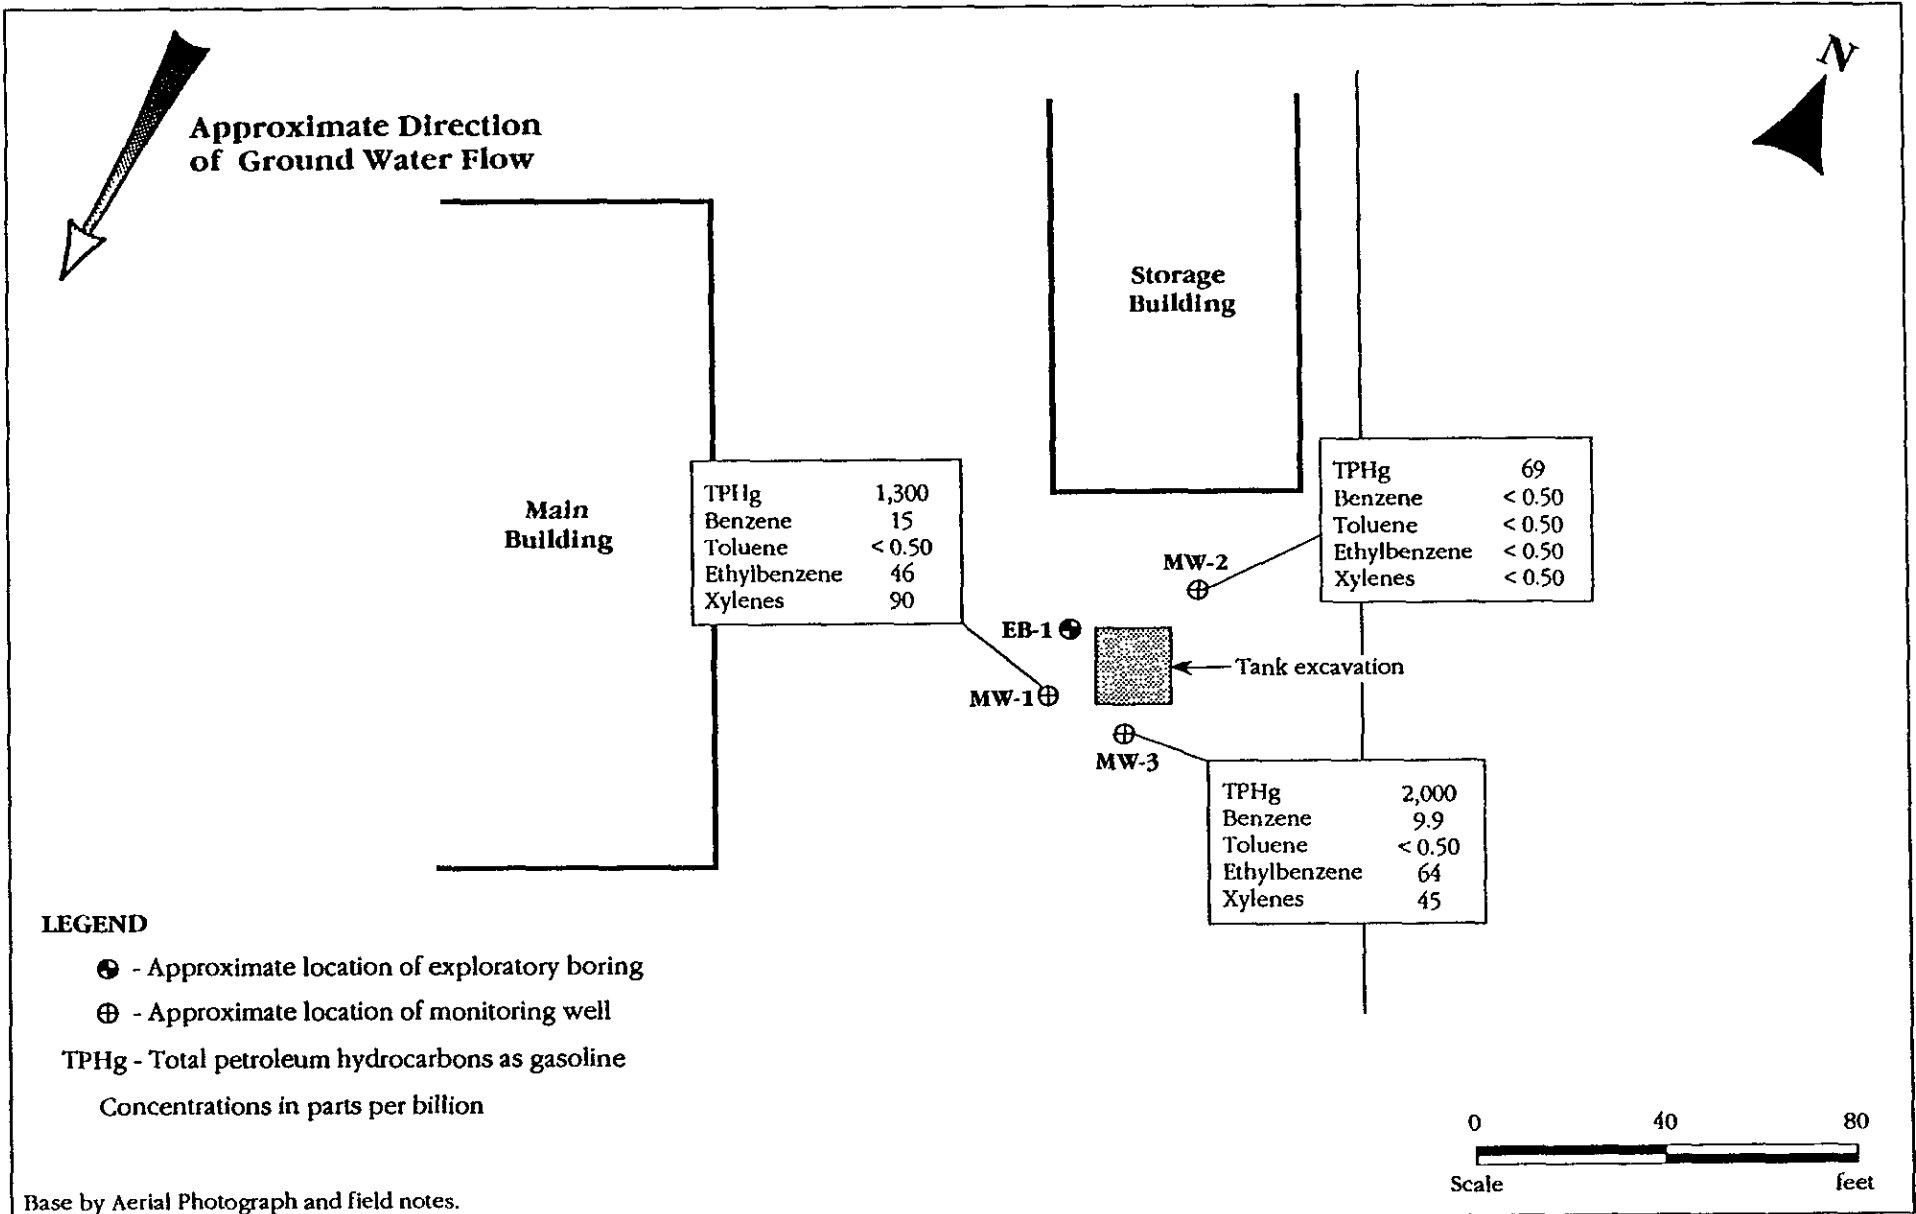 N
Approximate Direction
of Ground Water Flow
Storage
Building
Main
Building
TPHg 1,300
Benzene 15
Toluene < 0.50
Ethylbenzene 46
Xylenes 90
TPHg 69
Benzene < 0.50
Toluene < 0.50
Ethylbenzene < 0.50
Xylenes < 0.50
MW-2
EB-1
Tank excavation
MW-1
MW-3
TPHg 2,000
Benzene 9.9
Toluene < 0.50
Ethylbenzene 64
Xylenes 45
LEGEND
- Approximate location of exploratory boring
- Approximate location of monitoring well
TPHg - Total petroleum hydrocarbons as gasoline
Concentrations in parts per billion
0 40 80
Scale feet
Base by Aerial Photograph and field notes.